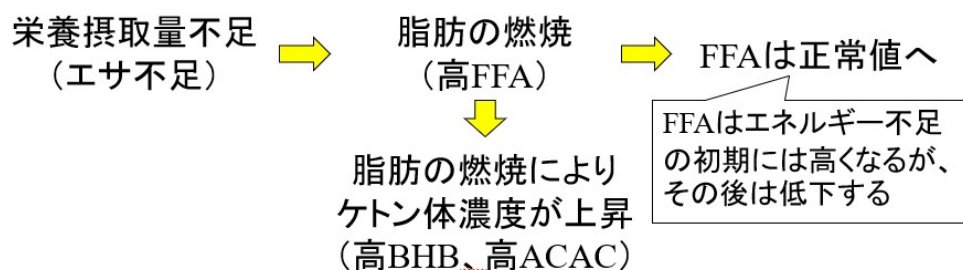 栄養摂取量不足
（エサ不足）
脂肪の燃焼
（高FFA）
FFAは正常値へ
FFAはエネルギー不足
の初期には高くなるが、
その後は低下する
脂肪の燃焼により
ケトン体濃度が上昇
（高BHB、高ACAC）